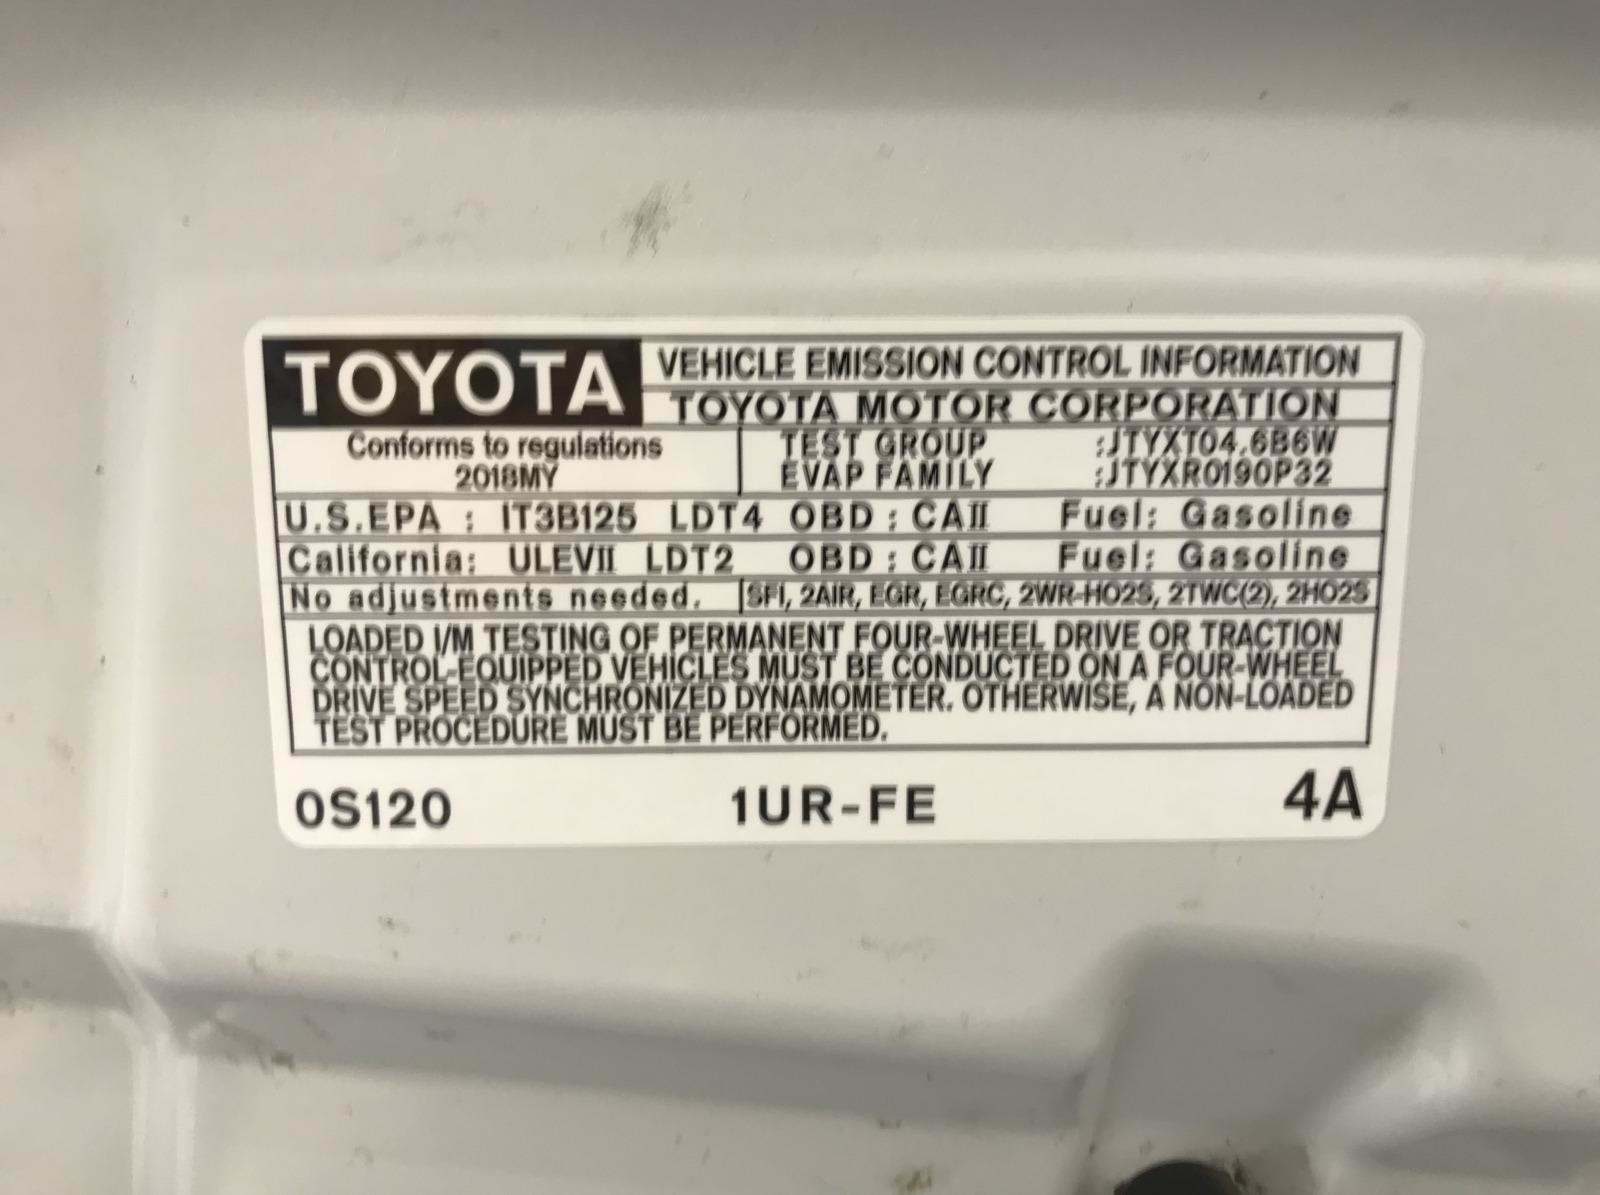 TOYOTA VEHICLE EMISSION CONTROL INFORMATION
TOYOTA MOTOR CORPORATION
Conforms to regulations TEST GROUP :JTYXT04.6B6W
2018MY EVAP FAMILY :JTYXR0190P32
U.S.EPA : IT3B125 LDT4 OBD : CAII Fuel: Gasoline
California: ULEVII LDT2 OBD : CAII Fuel: Gasoline
No adjustments needed. SFI, 2AIR, EGR, EGRC, 2WR-HO2S, 2TWC(2), 2HO2S
LOADED I/M TESTING OF PERMANENT FOUR-WHEEL DRIVE OR TRACTION
CONTROL-EQUIPPED VEHICLES MUST BE CONDUCTED ON A FOUR-WHEEL
DRIVE SPEED SYNCHRONIZED DYNAMOMETER. OTHERWISE, A NON-LOADED
TEST PROCEDURE MUST BE PERFORMED.
0S120 1UR-FE 4A